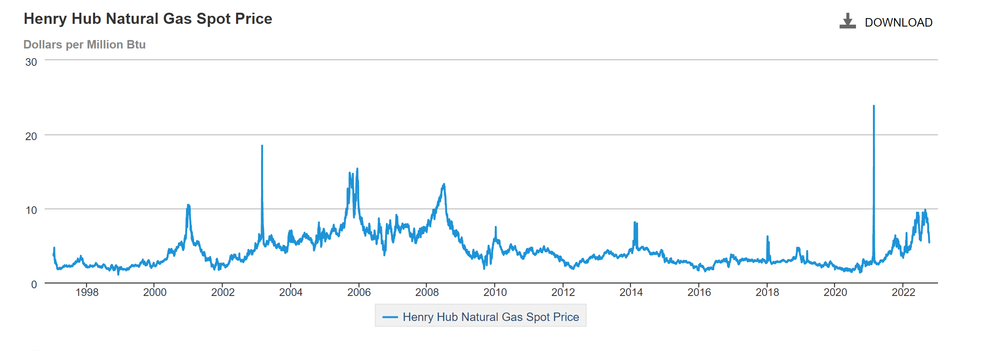 Henry Hub Natural Gas Spot Price
DOWNLOAD
Dollars per Million Btu
30
20
10
0
1998 2000 2002 2004 2006 2008 2010 2012 2014 2016 2018 2020 2022
Henry Hub Natural Gas Spot Price